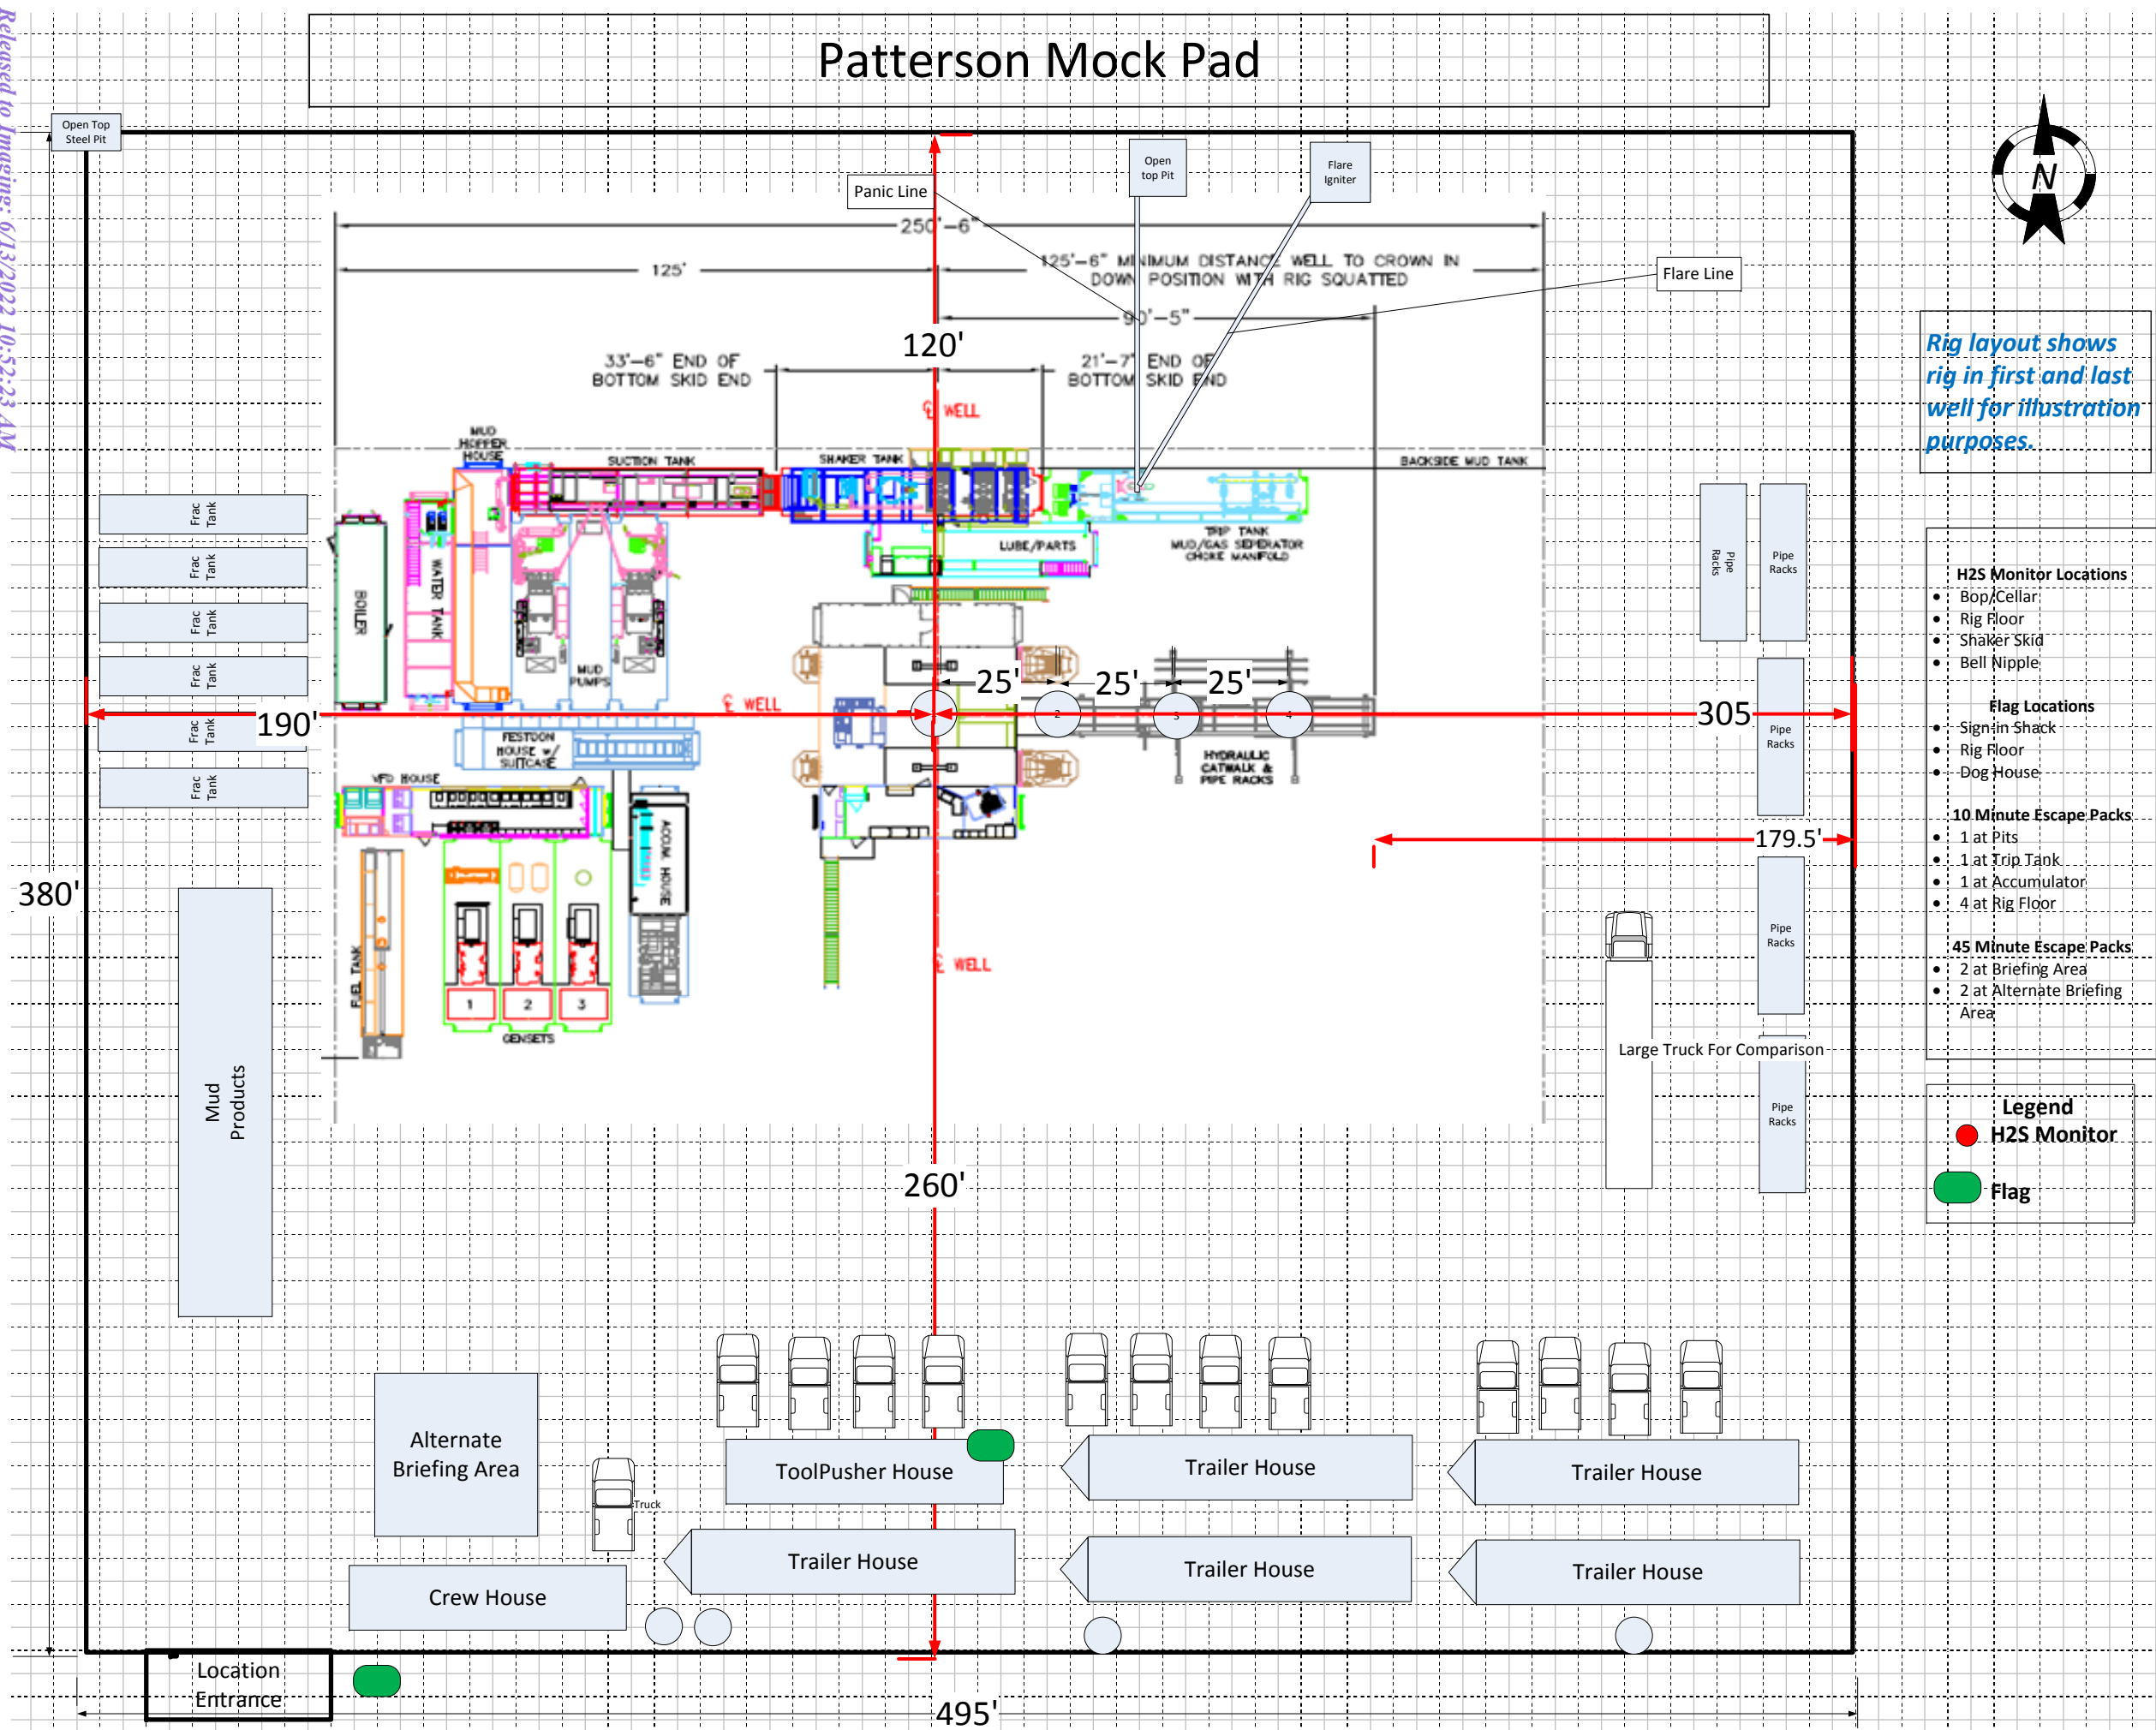 Released to Imaging: 6/13/2022 10:52:23 AM
Patterson Mock Pad
Open Top
Steel Pit
Panic Line
Open
top Pit
Flare
Igniter
N
250'-6"
125'
125'-6" MINIMUM DISTANCE WELL TO CROWN IN
DOWN POSITION WITH RIG SQUATTED
Flare Line
90'-5"
120'
33'-6" END OF
BOTTOM SKID END
21'-7" END OF
BOTTOM SKID END
Rig layout shows
rig in first and last
well for illustration
purposes.
℄ WELL
MUD
HOPPER
HOUSE
SUCTION TANK
SHAKER TANK
BACKSIDE MUD TANK
Frac
Tank
Frac
Tank
Frac
Tank
Frac
Tank
Frac
Tank
Frac
Tank
BOILER
WATER TANK
MUD
PUMPS
LUBE/PARTS
TRIP TANK
MUD/GAS SEPERATOR
CHOKE MANIFOLD
Pipe
Racks
Pipe
Racks
Pipe
Racks
Pipe
Racks
Pipe
Racks
H2S Monitor Locations
• Bop/Cellar
• Rig Floor
• Shaker Skid
• Bell Nipple
Flag Locations
• Sign-in Shack
• Rig Floor
• Dog House
10 Minute Escape Packs
• 1 at Pits
• 1 at Trip Tank
• 1 at Accumulator
• 4 at Rig Floor
45 Minute Escape Packs
• 2 at Briefing Area
• 2 at Alternate Briefing
Area
25'
25'
25'
190'
℄ WELL
2
3
4
305
FESTOON
HOUSE w/
SUITCASE
HYDRAULIC
CATWALK &
PIPE RACKS
VFD HOUSE
ACCUM. HOUSE
179.5'
380'
FUEL TANK
℄ WELL
1
2
3
GENSETS
Mud
Products
Large Truck For Comparison
Legend
H2S Monitor
Flag
260'
Alternate
Briefing Area
ToolPusher House
Trailer House
Trailer House
Truck
Trailer House
Trailer House
Trailer House
Crew House
Location
Entrance
495'